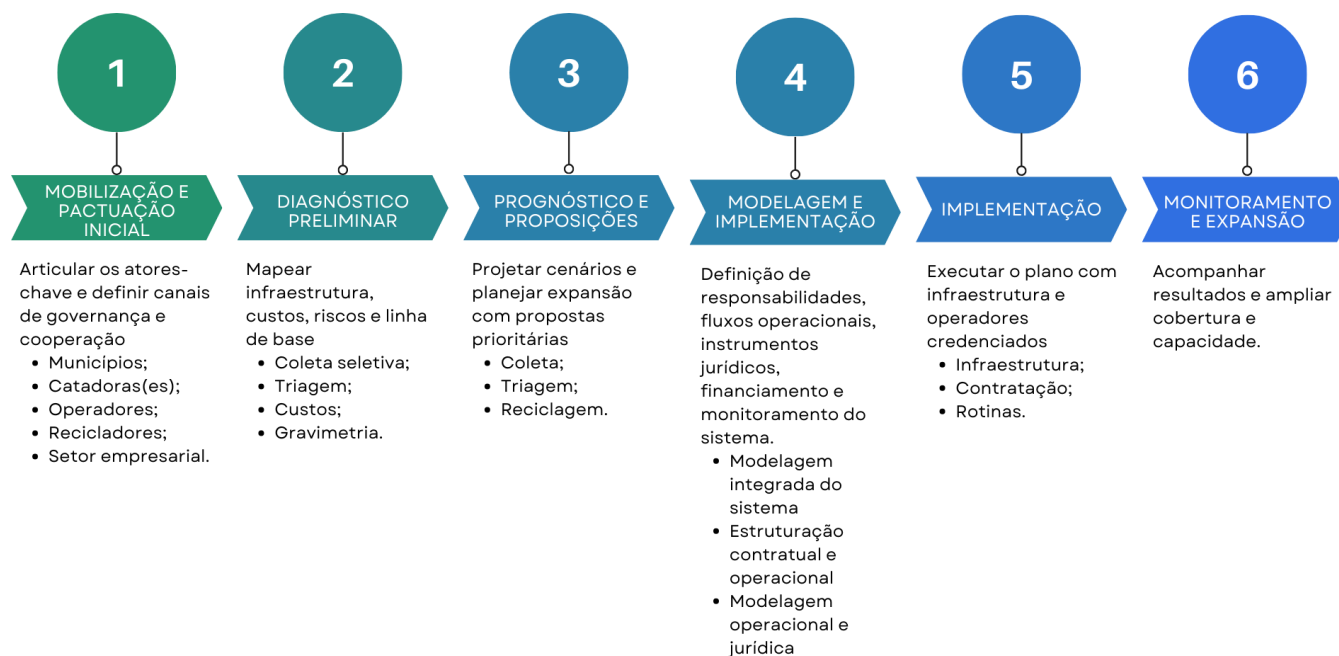 1
MOBILIZAÇÃO E
PACTUAÇÃO
INICIAL
Articular os atores-
chave e definir canais
de governança e
cooperação
• Municípios;
• Catadoras(es);
• Operadores;
• Recicladores;
• Setor empresarial.
2
DIAGNÓSTICO
PRELIMINAR
Mapear
infraestrutura,
custos, riscos e linha
de base
• Coleta seletiva;
• Triagem;
• Custos;
• Gravimetria.
3
PROGNÓSTICO E
PROPOSIÇÕES
Projetar cenários e
planejar expansão
com propostas
prioritárias
• Coleta;
• Triagem;
• Reciclagem.
4
MODELAGEM E
IMPLEMENTAÇÃO
Definição de
responsabilidades,
fluxos operacionais,
instrumentos
jurídicos,
financiamento e
monitoramento do
sistema.
• Modelagem
integrada do
sistema
• Estruturação
contratual e
operacional
• Modelagem
operacional e
jurídica
5
IMPLEMENTAÇÃO
Executar o plano com
infraestrutura e
operadores
credenciados
• Infraestrutura;
• Contratação;
• Rotinas.
6
MONITORAMENTO
E EXPANSÃO
Acompanhar
resultados e ampliar
cobertura e
capacidade.